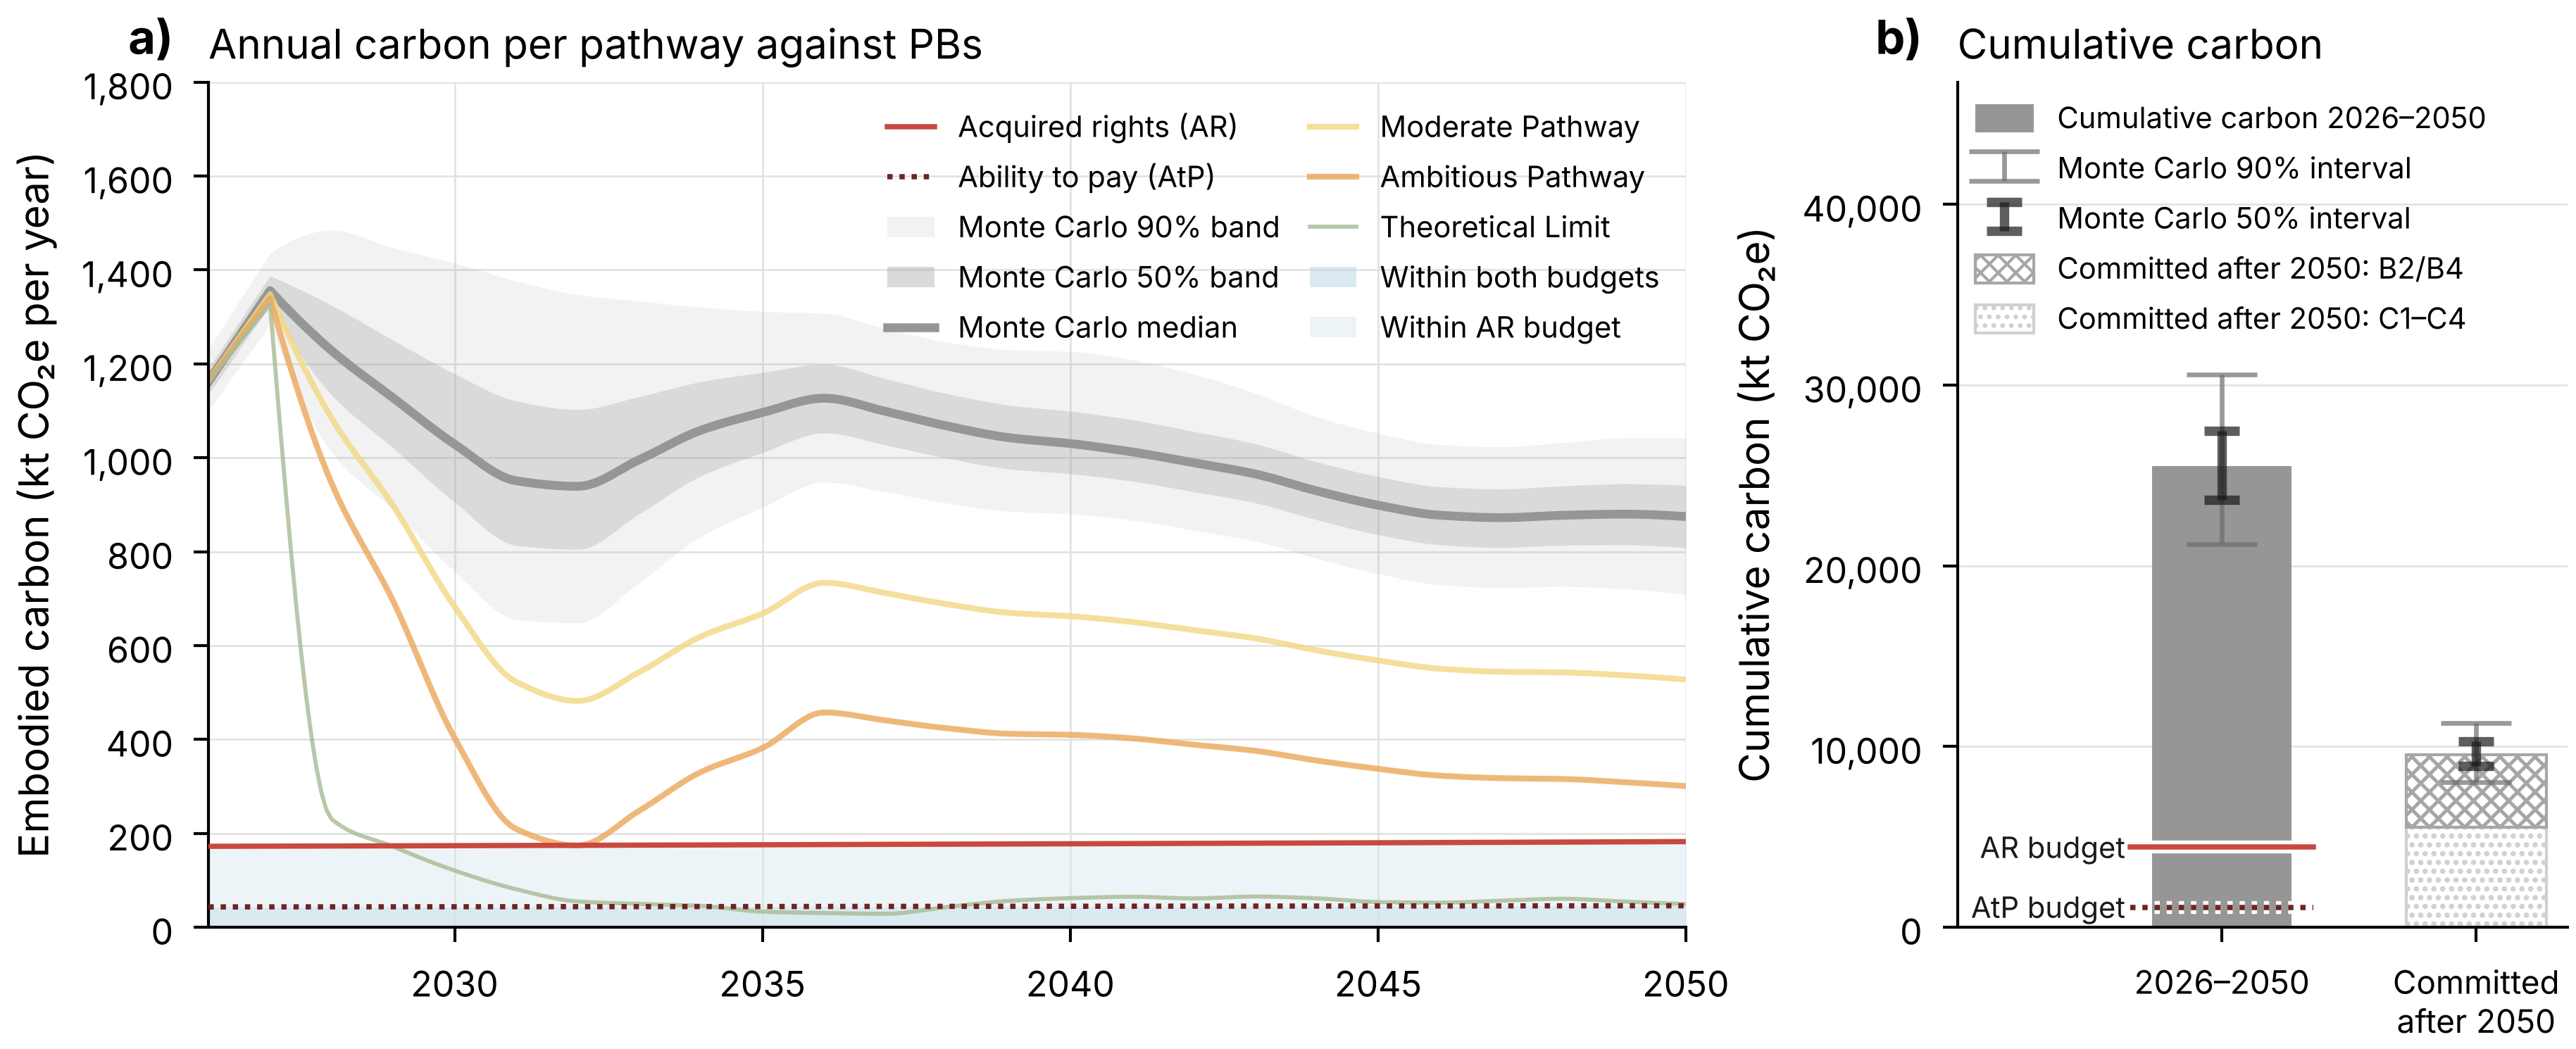 a) Annual carbon per pathway against PBs
Embodied carbon (kt CO₂e per year)
1,800
1,600
1,400
1,200
1,000
800
600
400
200
0
Acquired rights (AR)
Ability to pay (AtP)
Monte Carlo 90% band
Monte Carlo 50% band
Monte Carlo median
Moderate Pathway
Ambitious Pathway
Theoretical Limit
Within both budgets
Within AR budget
2030
2035
2040
2045
2050
b) Cumulative carbon
Cumulative carbon (kt CO₂e)
40,000
30,000
20,000
10,000
0
Cumulative carbon 2026–2050
Monte Carlo 90% interval
Monte Carlo 50% interval
Committed after 2050: B2/B4
Committed after 2050: C1–C4
AR budget
AtP budget
2026–2050
Committed
after 2050